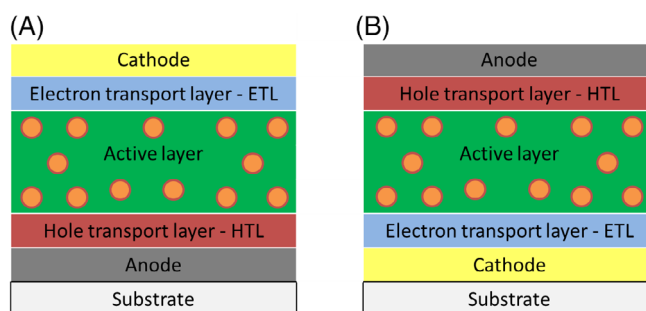 (A)
Cathode
Electron transport layer - ETL
Active layer
Hole transport layer - HTL
Anode
Substrate
(B)
Anode
Hole transport layer - HTL
Active layer
Electron transport layer - ETL
Cathode
Substrate